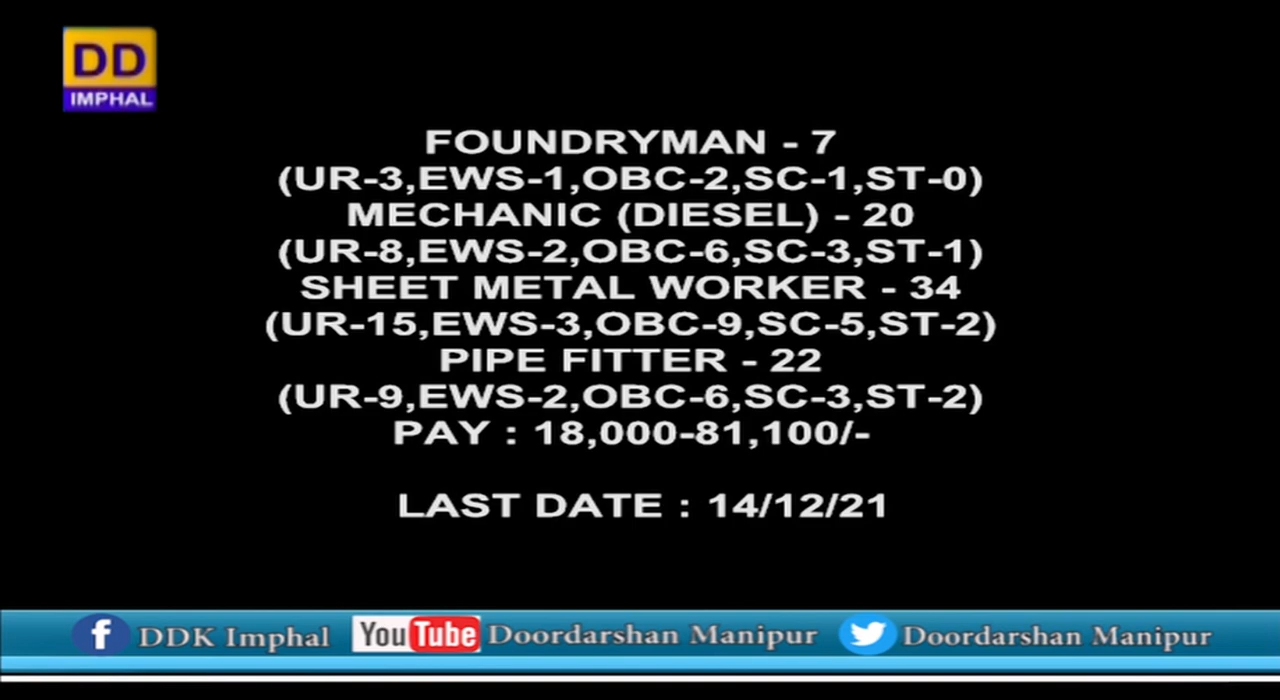 DD
IMPHAL
FOUNDRYMAN - 7
(UR-3,EWS-1,OBC-2,SC-1,ST-0)
MECHANIC (DIESEL) - 20
(UR-8,EWS-2,OBC-6,SC-3,ST-1)
SHEET METAL WORKER - 34
(UR-15,EWS-3,OBC-9,SC-5,ST-2)
PIPE FITTER - 22
(UR-9,EWS-2,OBC-6,SC-3,ST-2)
PAY : 18,000-81,100/-
LAST DATE : 14/12/21
f DDK Imphal YouTube Doordarshan Manipur Doordarshan Manipur